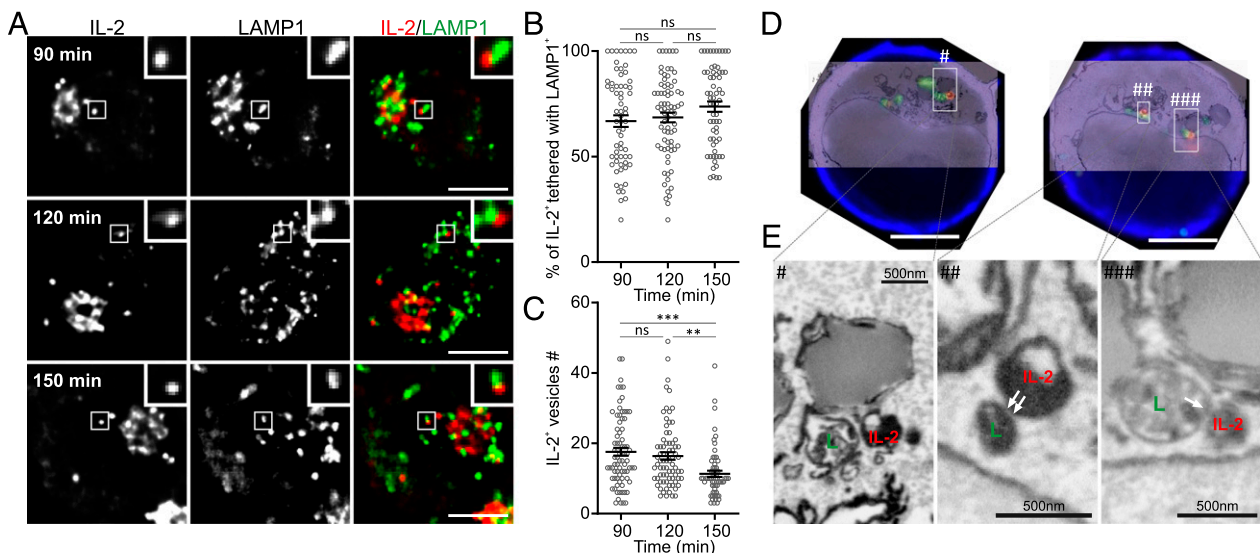 A
IL-2
LAMP1
IL-2/LAMP1
90 min
120 min
150 min
B
ns
ns
ns
% of IL-2⁺ tethered with LAMP1⁺
100
50
0
90
120
150
Time (min)
C
***
ns
**
IL-2⁺ vesicles #
60
40
20
0
90
120
150
Time (min)
D
#
##
###
E
#
500nm
L
IL-2
##
IL-2
L
500nm
###
L
IL-2
500nm